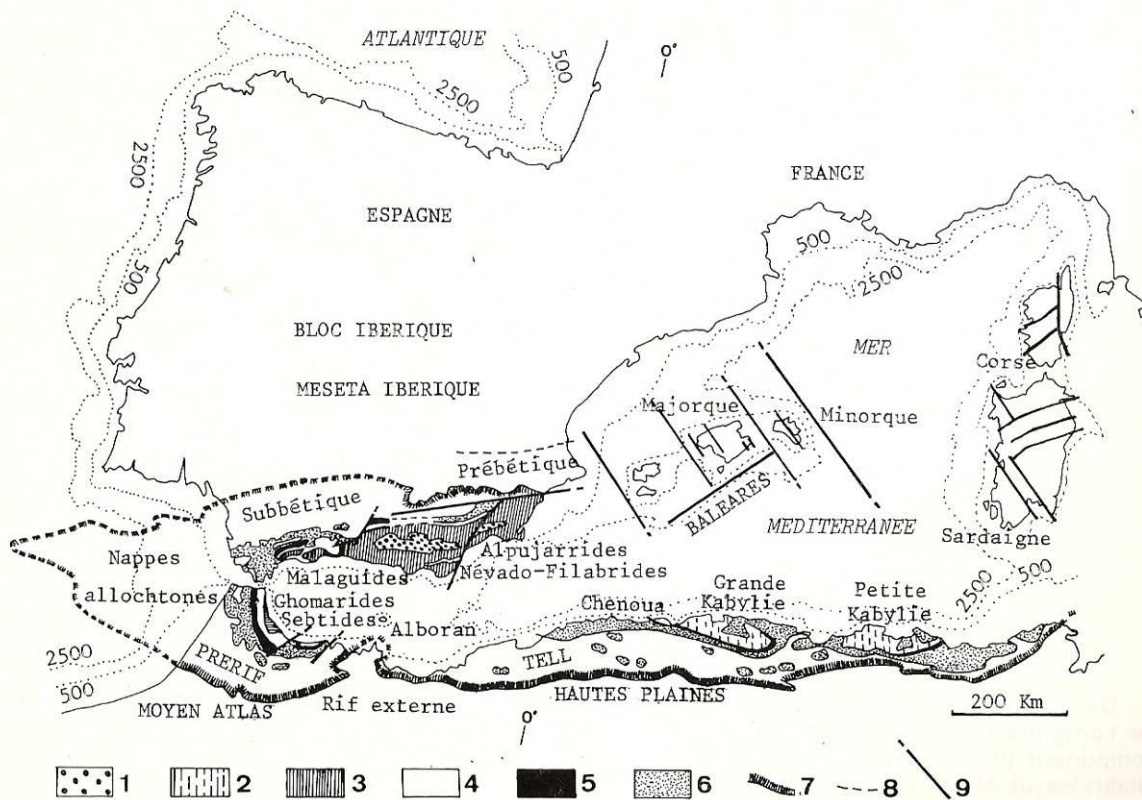 ATLANTIQUE
0°
500
2500
2500
500
FRANCE
ESPAGNE
500
2500
BLOC IBERIQUE
MER
MESETA IBERIQUE
Corse
Majorque
Minorque
Prébétique
Subbétique
BALEARES
MEDITERRANEE
Sardaigne
Nappes
allochtones
Alpujarrides
Malaguides
Névado-Filabrides
Ghomarides
Septides
Alboran
Chenoua
Grande
Kabylie
Petite
Kabylie
2500
500
2500
500
PRERIF
TELL
MOYEN ATLAS
Rif externe
HAUTES PLAINES
200 Km
0°
1 2 3 4 5 6 7 8 9